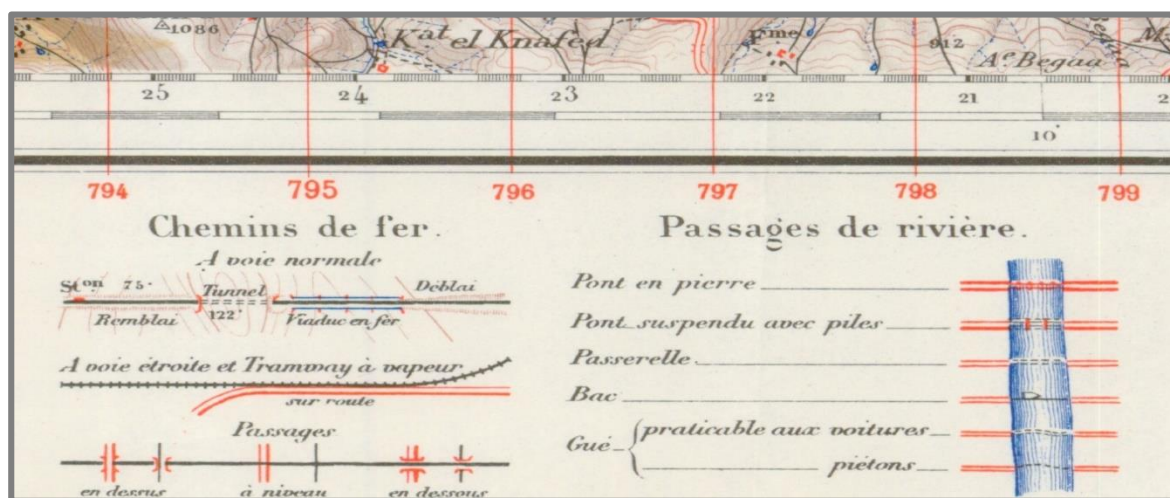 1086
Kat el Knafed
Fme
912
Ac. Begaa
25 24 23 22 21
10'
794 795 796 797 798 799
Chemins de fer.
A voie normale
Ston 75.
Tunnel
Déblai
Remblai
122.
Viaduc en fer
A voie étroite et Tramway à vapeur
sur route
Passages
en dessus à niveau en dessous
Passages de rivière.
Pont en pierre
Pont suspendu avec piles
Passerelle
Bac
Gué praticable aux voitures
piétons